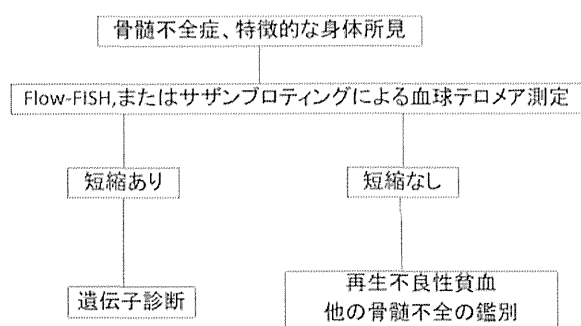 骨髄不全症、特徴的な身体所見
Flow-FISH,またはサザンブロティングによる血球テロメア測定
短縮あり
短縮なし
遺伝子診断
再生不良性貧血
他の骨髄不全の鑑別